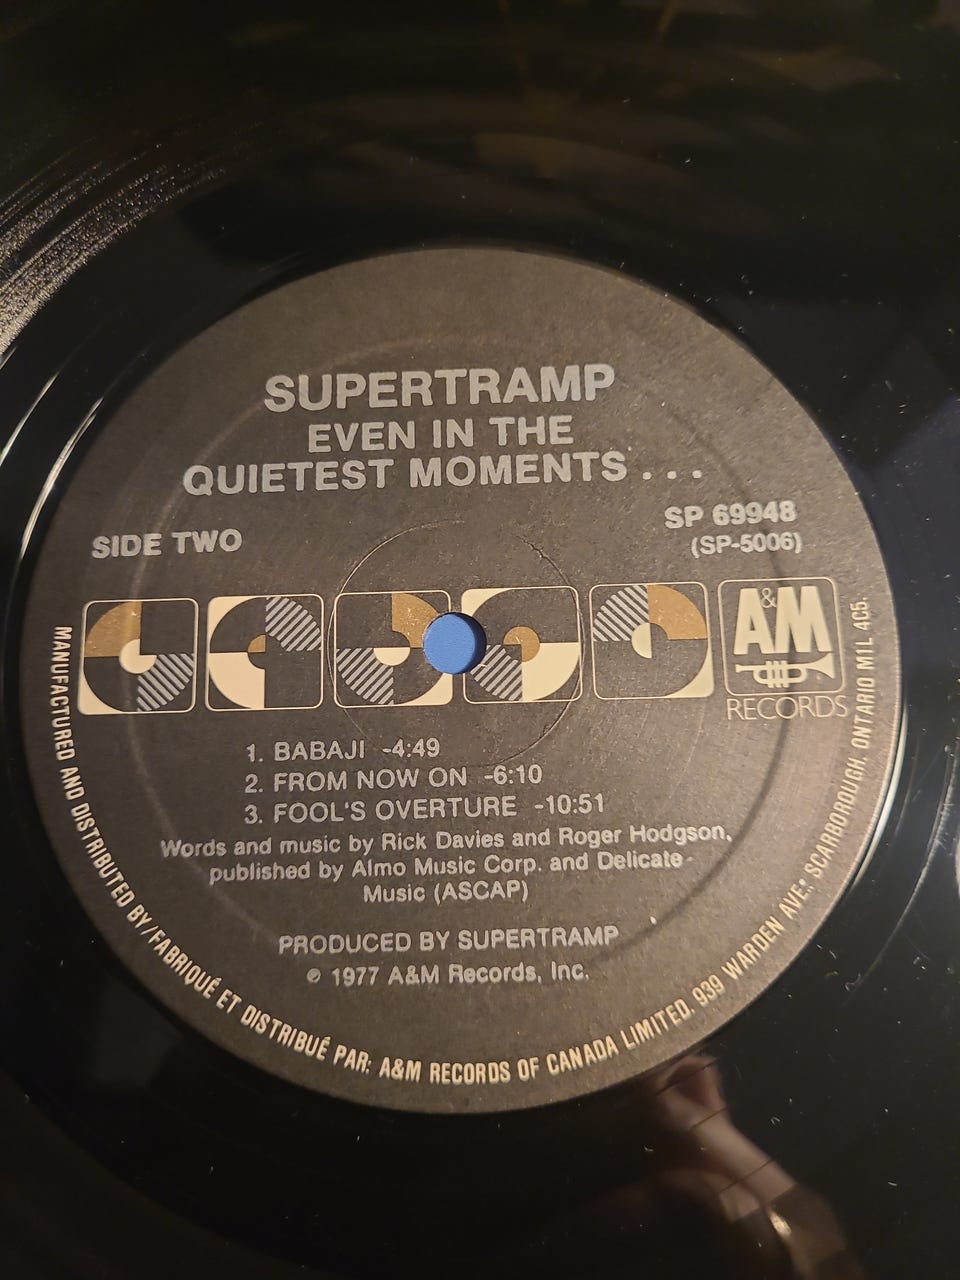 SUPERTRAMP
EVEN IN THE
QUIETEST MOMENTS . . .
SIDE TWO
SP 69948
(SP-5006)
A&M
RECORDS
1. BABAJI -4:49
2. FROM NOW ON -6:10
3. FOOL'S OVERTURE -10:51
Words and music by Rick Davies and Roger Hodgson,
published by Almo Music Corp. and Delicate
Music (ASCAP)
PRODUCED BY SUPERTRAMP
℗ 1977 A&M Records, Inc.
MANUFACTURED AND DISTRIBUTED BY/FABRIQUÉ ET DISTRIBUÉ PAR: A&M RECORDS OF CANADA LIMITED. 939 WARDEN AVE., SCARBOROUGH, ONTARIO M1L 4C5.